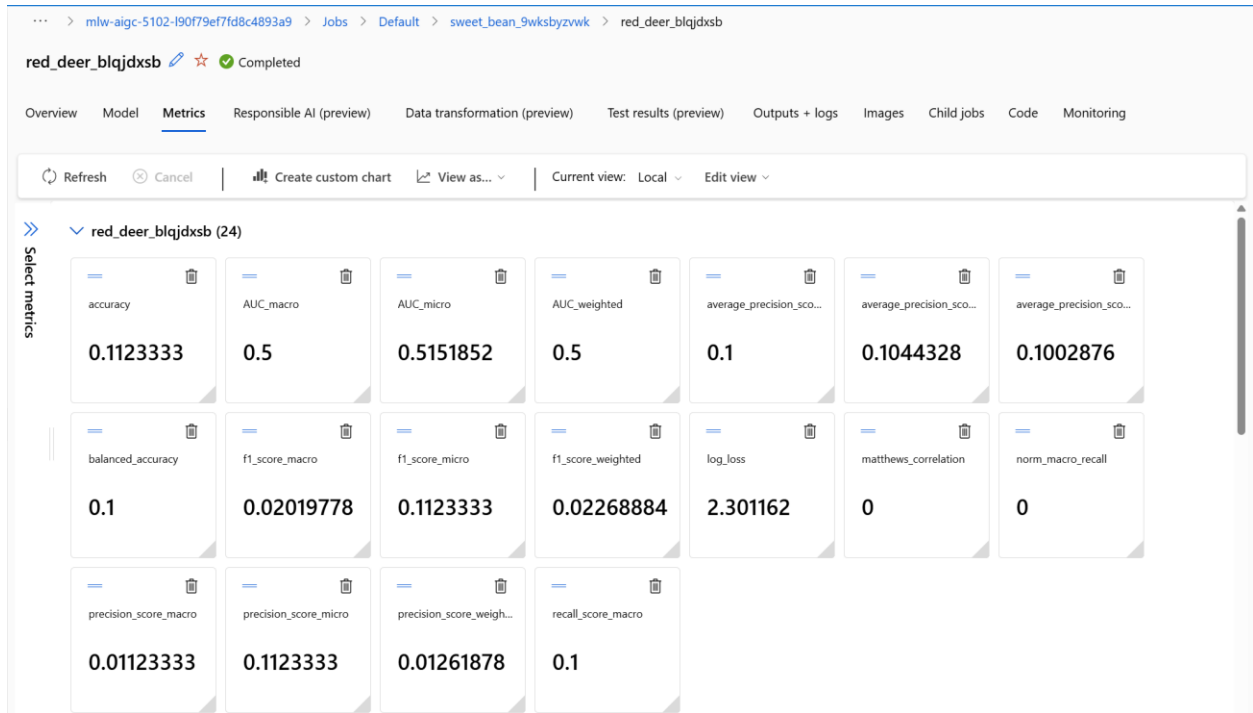 ··· > mlw-aigc-5102-l90f79ef7fd8c4893a9 > Jobs > Default > sweet_bean_9wksbyzvwk > red_deer_blqjdxsb
red_deer_blqjdxsb Completed
Overview Model Metrics Responsible AI (preview) Data transformation (preview) Test results (preview) Outputs + logs Images Child jobs Code Monitoring
Refresh Cancel Create custom chart View as... Current view: Local Edit view
Select metrics
red_deer_blqjdxsb (24)
accuracy AUC_macro AUC_micro AUC_weighted average_precision_sco... average_precision_sco... average_precision_sco...
0.1123333 0.5 0.5151852 0.5 0.1 0.1044328 0.1002876
balanced_accuracy f1_score_macro f1_score_micro f1_score_weighted log_loss matthews_correlation norm_macro_recall
0.1 0.02019778 0.1123333 0.02268884 2.301162 0 0
precision_score_macro precision_score_micro precision_score_weigh... recall_score_macro
0.01123333 0.1123333 0.01261878 0.1